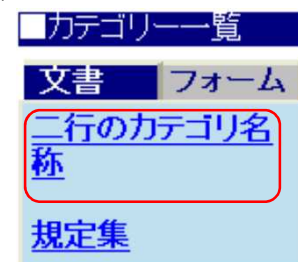 ■カテゴリー一覧
文書 フォーム
二行のカテゴリ名
称
規定集